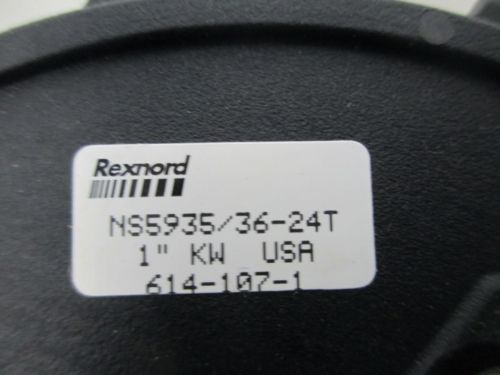 Rexnord
NS5935/36-24T
1" KW USA
614-107-1